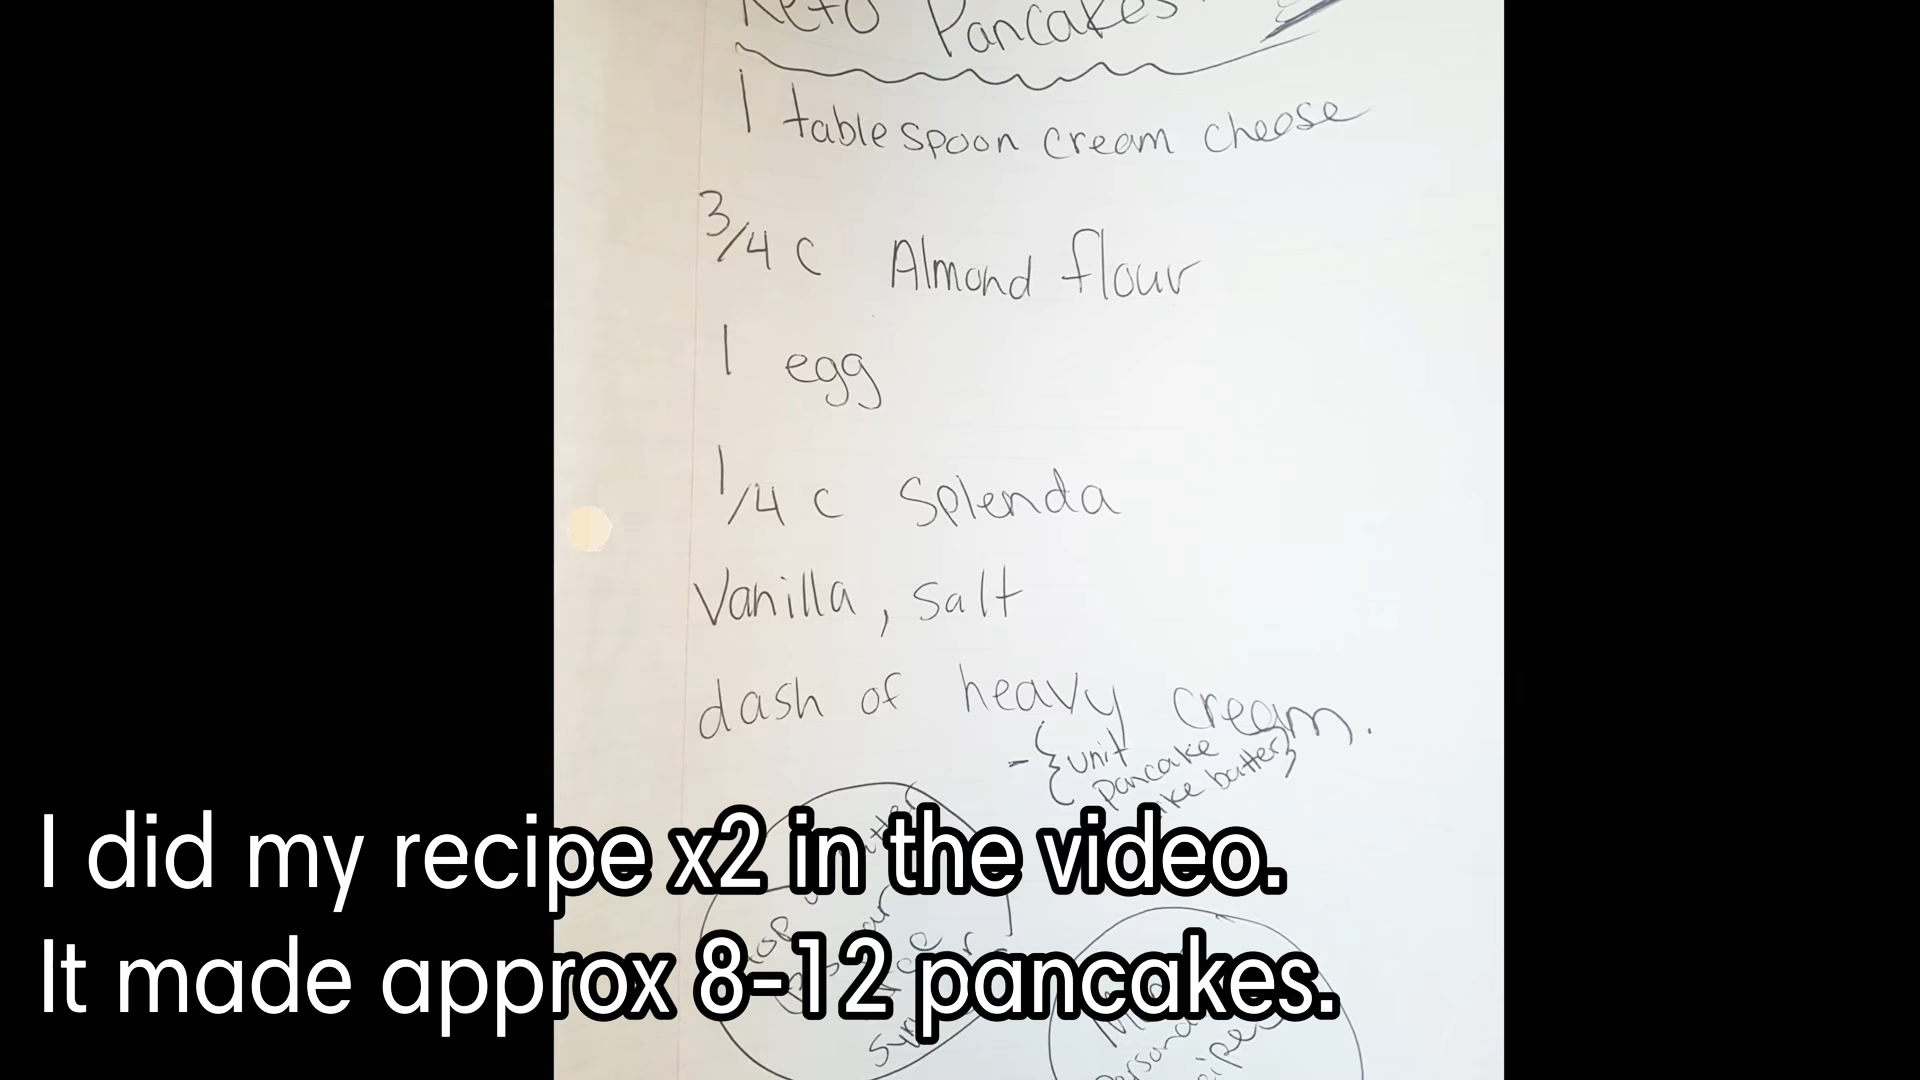 Keto Pancakes
1 tablespoon cream cheese
3/4 c Almond flour
1 egg
1/4 c Splenda
Vanilla, salt
dash of heavy cream.
- {unit
pancake
batter}
I did my recipe x2 in the video.
It made approx 8-12 pancakes.